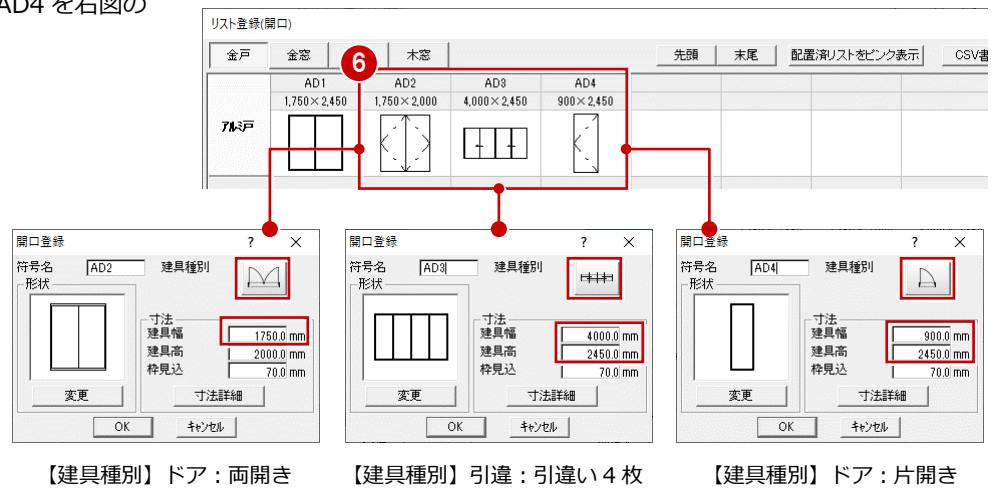 AD4 を右図の
リスト登録(開口)
金戸 金窓 木窓 先頭 末尾 配置済リストをピンク表示 CSV書
6
AD1 AD2 AD3 AD4
1,750×2,450 1,750×2,000 4,000×2,450 900×2,450
アルミ戸
開口登録 ? ×
符号名 AD2 建具種別
形状
寸法
建具幅 1750.0 mm
建具高 2000.0 mm
枠見込 70.0 mm
変更 寸法詳細
OK キャンセル
【建具種別】ドア：両開き
開口登録 ? ×
符号名 AD3 建具種別
形状
寸法
建具幅 4000.0 mm
建具高 2450.0 mm
枠見込 70.0 mm
変更 寸法詳細
OK キャンセル
【建具種別】引違：引違い４枚
開口登録 ? ×
符号名 AD4 建具種別
形状
寸法
建具幅 900.0 mm
建具高 2450.0 mm
枠見込 70.0 mm
変更 寸法詳細
OK キャンセル
【建具種別】ドア：片開き